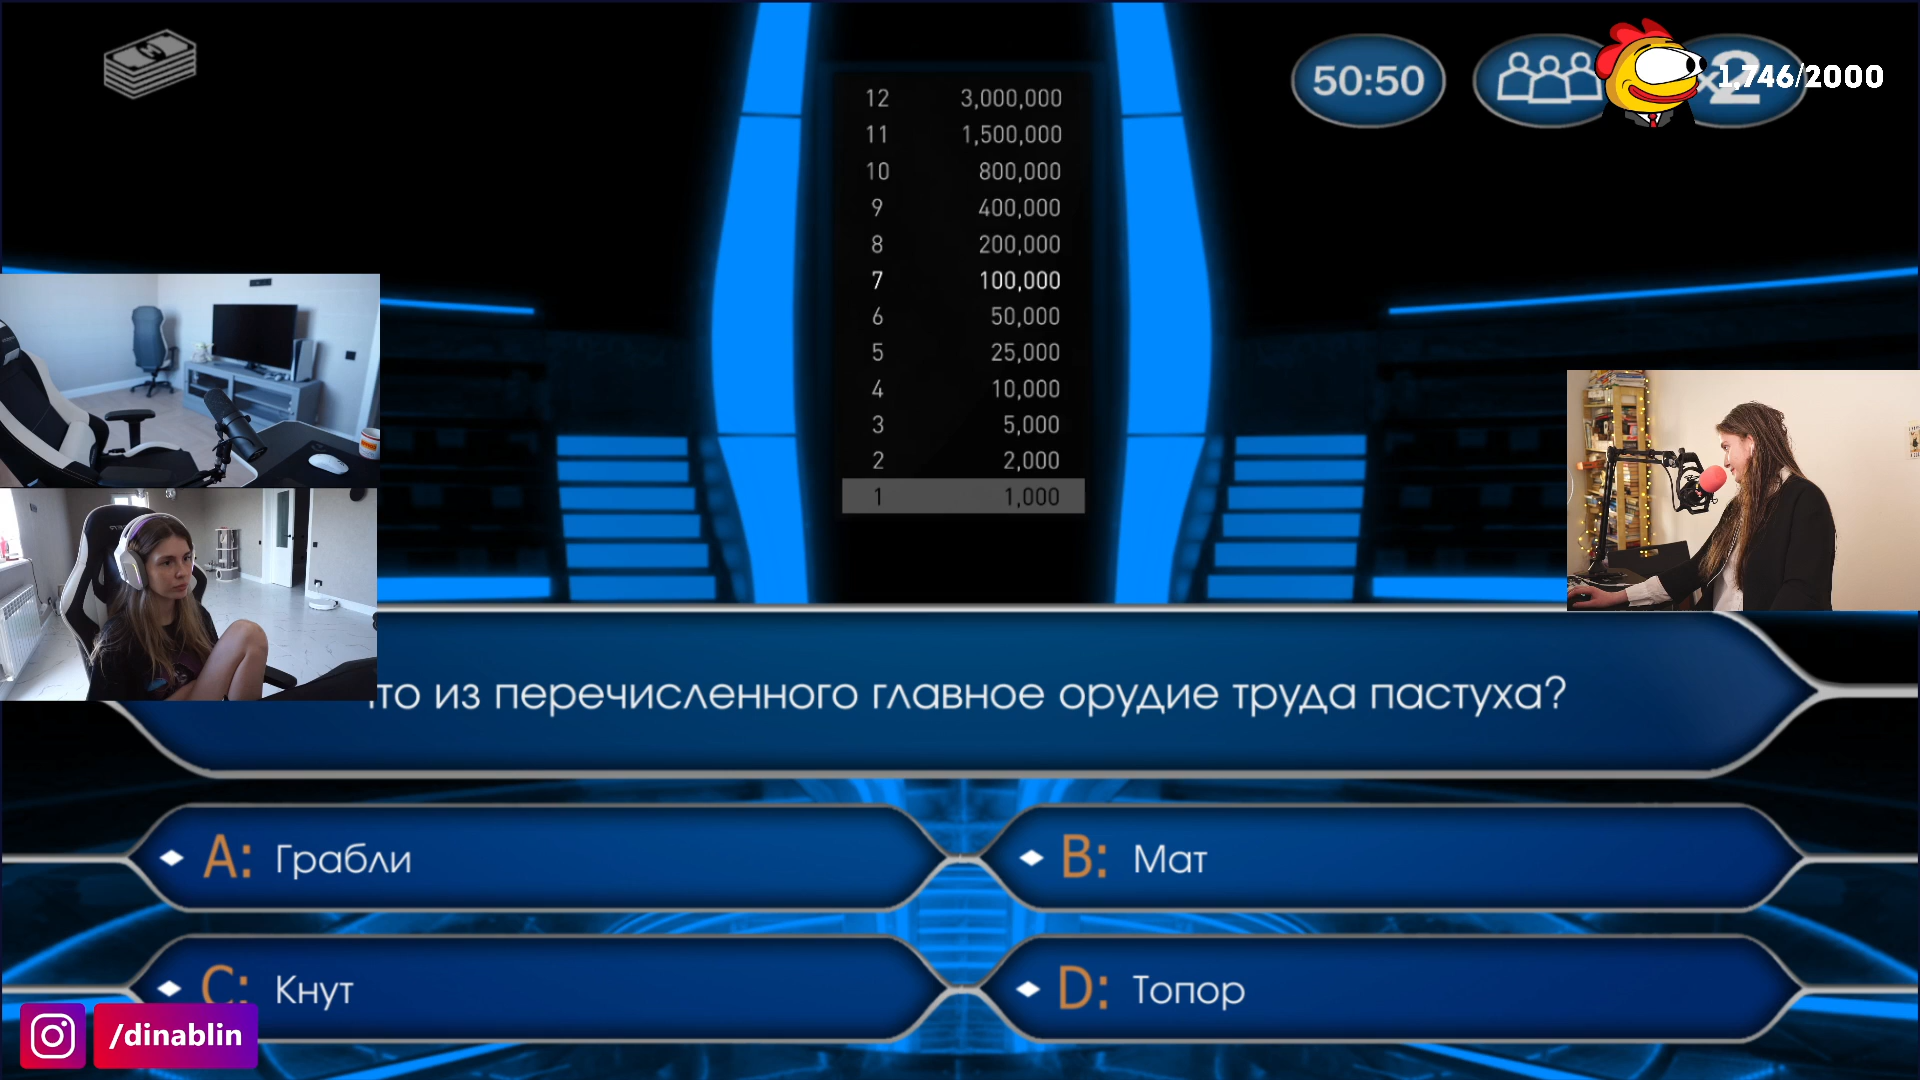 50:50
x2
1,746/2000
12 3,000,000
11 1,500,000
10 800,000
9 400,000
8 200,000
7 100,000
6 50,000
5 25,000
4 10,000
3 5,000
2 2,000
1 1,000
то из перечисленного главное орудие труда пастуха?
A: Грабли
B: Мат
C: Кнут
D: Топор
/dinablin